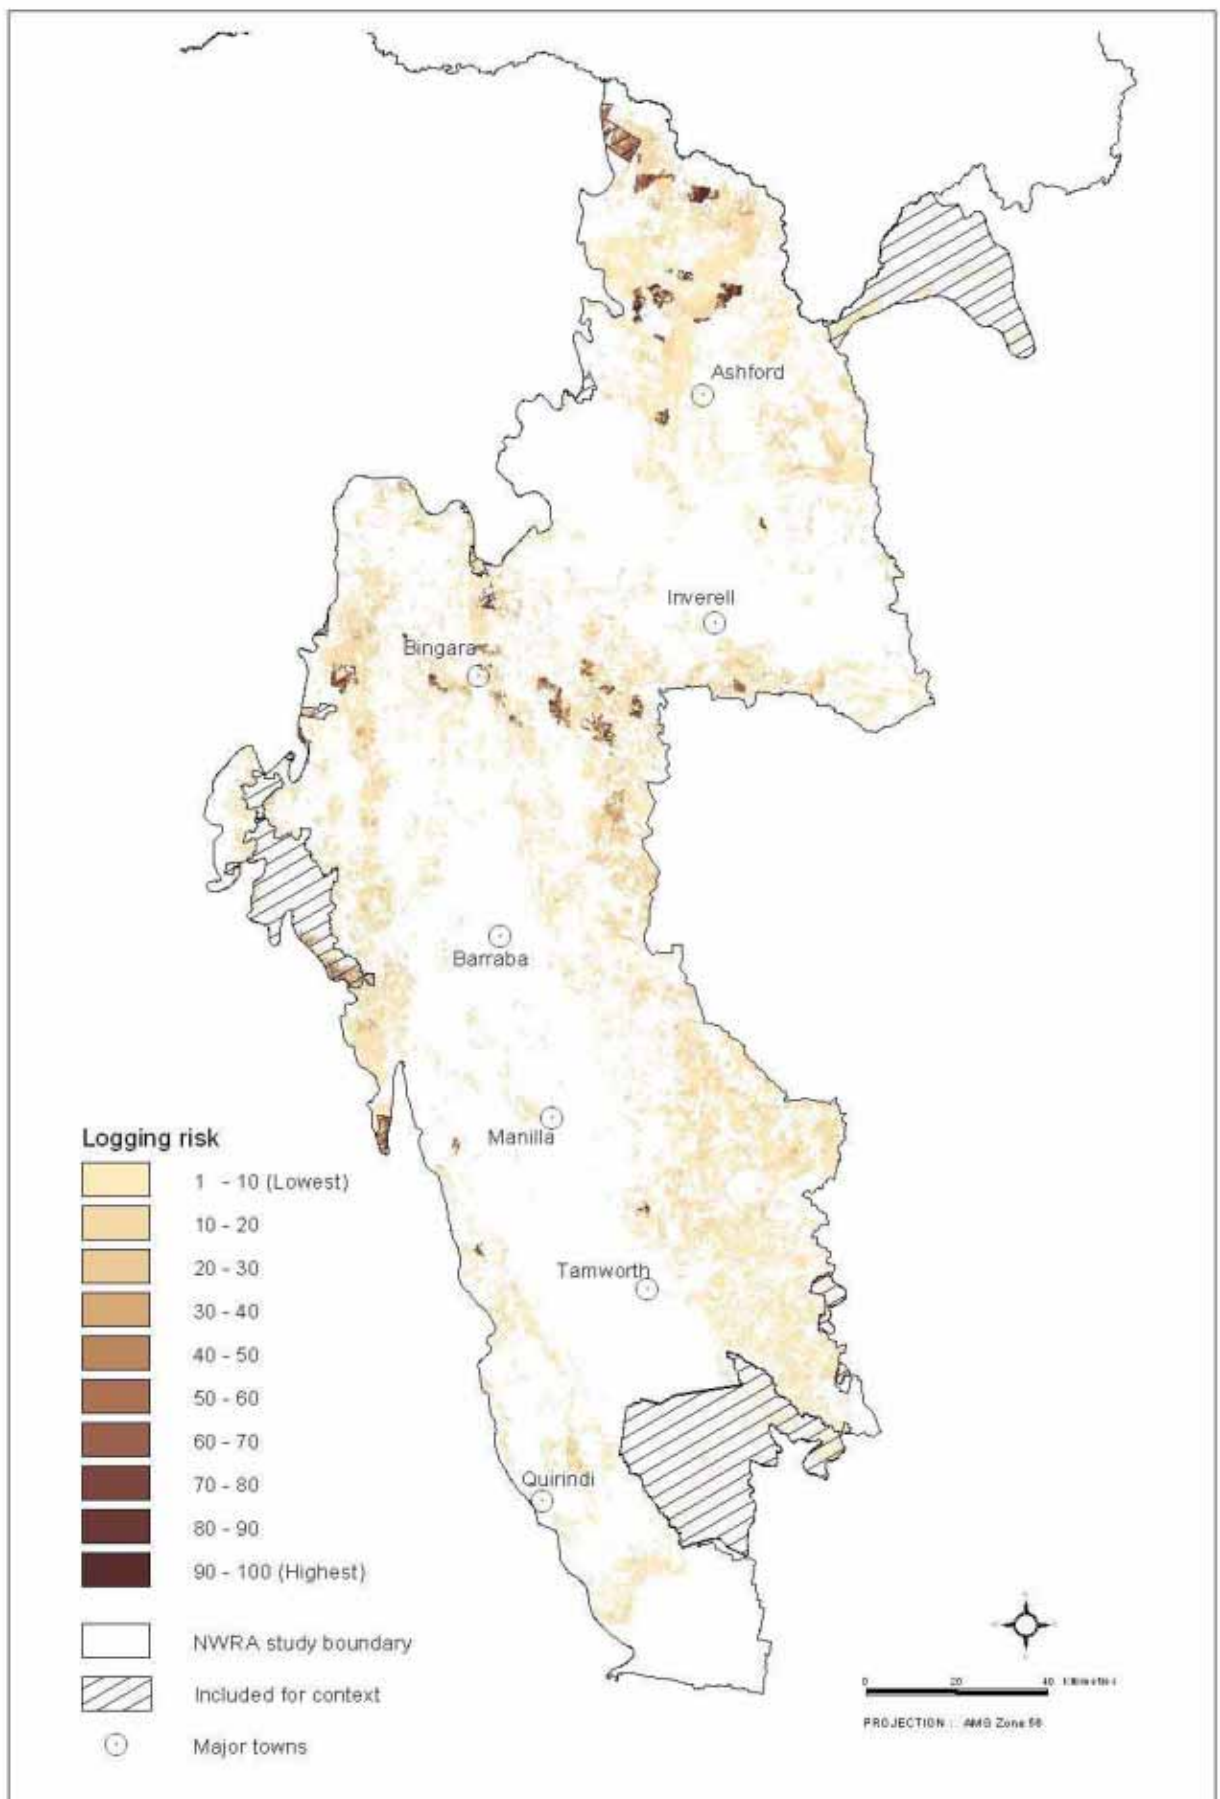 Ashford
Inverell
Bingara
Barraba
Manilla
Tamworth
Quirindi
Logging risk
1 - 10 (Lowest)
10 - 20
20 - 30
30 - 40
40 - 50
50 - 60
60 - 70
70 - 80
80 - 90
90 - 100 (Highest)
NWRA study boundary
Included for context
Major towns
0 20 40 Kilometres
PROJECTION : AMG Zone 56